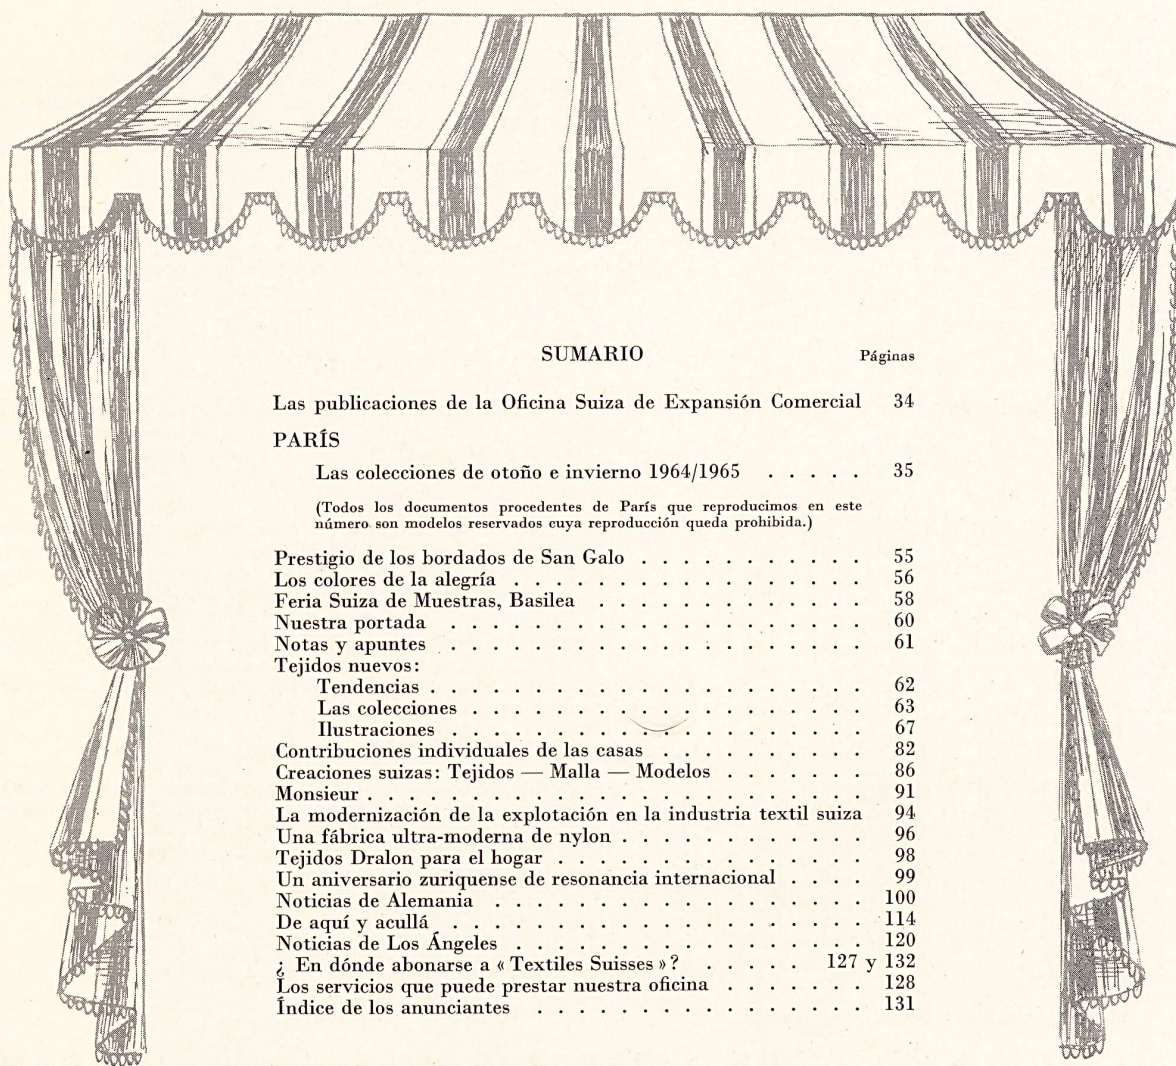 SUMARIO Páginas
Las publicaciones de la Oficina Suiza de Expansión Comercial 34
PARÍS
Las colecciones de otoño e invierno 1964/1965 . . . . . 35
(Todos los documentos procedentes de París que reproducimos en este
número son modelos reservados cuya reproducción queda prohibida.)
Prestigio de los bordados de San Galo . . . . . . . . . . . 55
Los colores de la alegría . . . . . . . . . . . . . . . . . 56
Feria Suiza de Muestras, Basilea . . . . . . . . . . . . . 58
Nuestra portada . . . . . . . . . . . . . . . . . . . . 60
Notas y apuntes . . . . . . . . . . . . . . . . . . . . 61
Tejidos nuevos:
Tendencias . . . . . . . . . . . . . . . . . . . . . 62
Las colecciones . . . . . . . . . . . . . . . . . . . 63
Ilustraciones . . . . . . . . . . . . . . . . . . . . 67
Contribuciones individuales de las casas . . . . . . . . . . 82
Creaciones suizas: Tejidos — Malla — Modelos . . . . . . . 86
Monsieur . . . . . . . . . . . . . . . . . . . . . . . 91
La modernización de la explotación en la industria textil suiza 94
Una fábrica ultra-moderna de nylon . . . . . . . . . . . . 96
Tejidos Dralon para el hogar . . . . . . . . . . . . . . . 98
Un aniversario zuriquense de resonancia internacional . . . . 99
Noticias de Alemania . . . . . . . . . . . . . . . . . . 100
De aquí y acullá . . . . . . . . . . . . . . . . . . . . 114
Noticias de Los Ángeles . . . . . . . . . . . . . . . . . 120
¿ En dónde abonarse a « Textiles Suisses »? . . . . . 127 y 132
Los servicios que puede prestar nuestra oficina . . . . . . . 128
Índice de los anunciantes . . . . . . . . . . . . . . . . 131